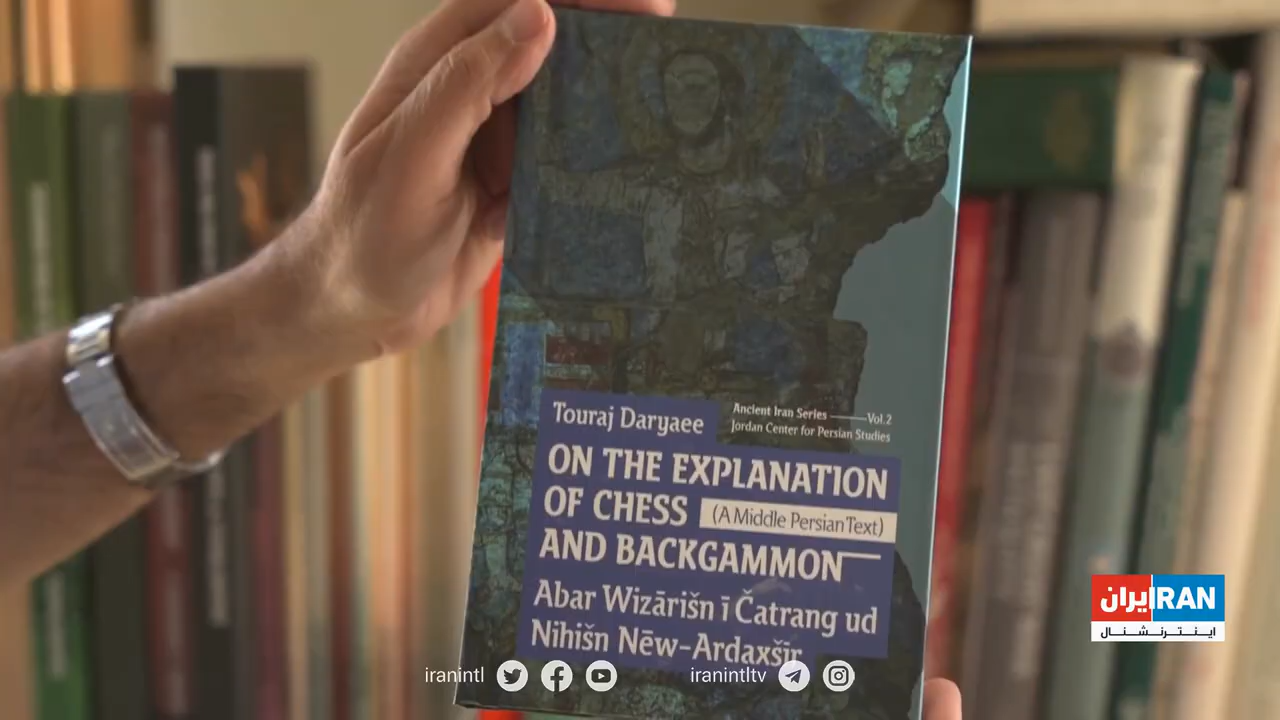 Touraj Daryaee
Ancient Iran Series Vol.2
Jordan Center for Persian Studies
ON THE EXPLANATION
OF CHESS (A Middle Persian Text)
AND BACKGAMMON
Abar Wizārišn ī Čatrang ud
Nihišn Nēw-Ardaxšīr
ایران IRAN
اینترنشنال
iranintl
iranintltv